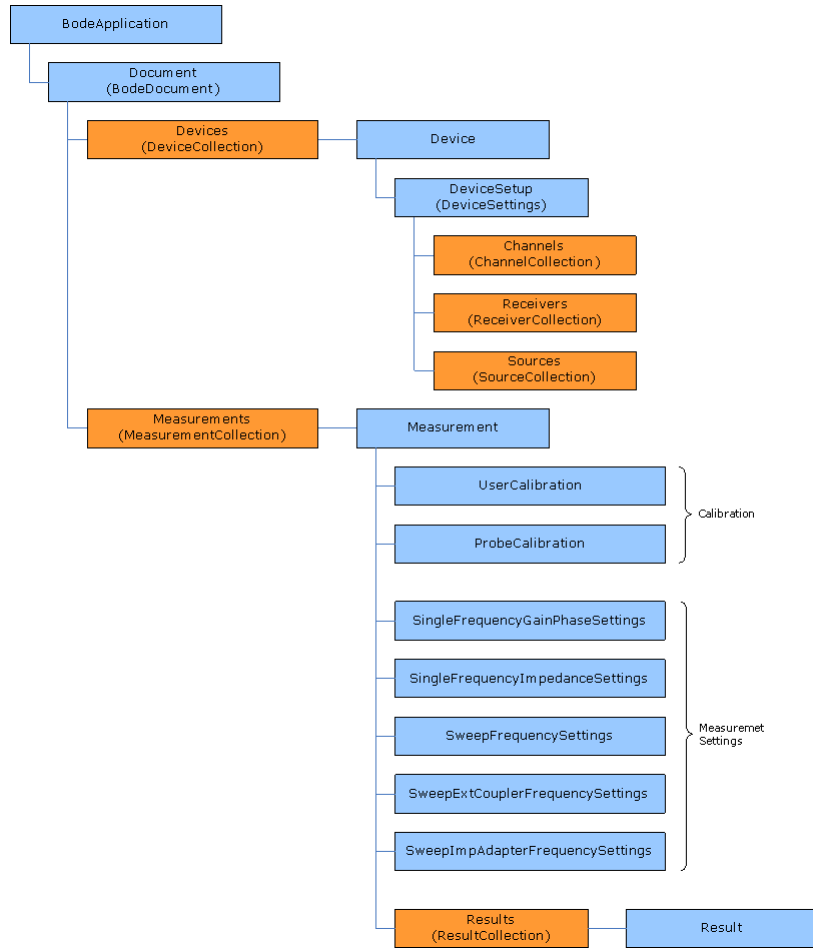 BodeApplication
Document
(BodeDocument)
Devices
(DeviceCollection)
Device
DeviceSetup
(DeviceSettings)
Channels
(ChannelCollection)
Receivers
(ReceiverCollection)
Sources
(SourceCollection)
Measurements
(MeasurementCollection)
Measurement
UserCalibration
Calibration
ProbeCalibration
SingleFrequencyGainPhaseSettings
SingleFrequencyImpedanceSettings
SweepFrequencySettings
Measuremet
Settings
SweepExtCouplerFrequencySettings
SweepImpAdapterFrequencySettings
Results
(ResultCollection)
Result